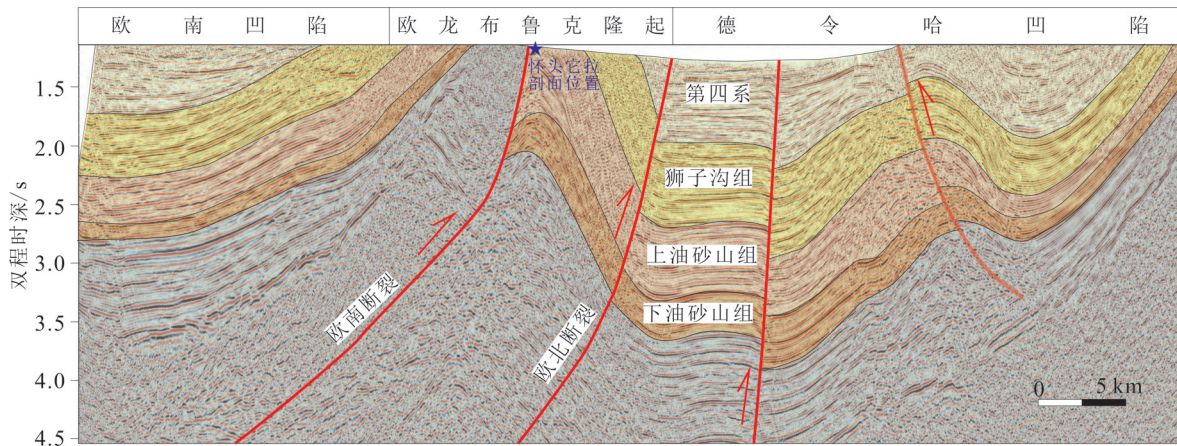 欧南凹陷
欧龙布鲁克隆起
德令哈凹陷
怀头它拉
剖面位置
第四系
狮子沟组
上油砂山组
下油砂山组
欧南断裂
欧北断裂
双程时深/s
1.5
2.0
2.5
3.0
3.5
4.0
4.5
0 5 km